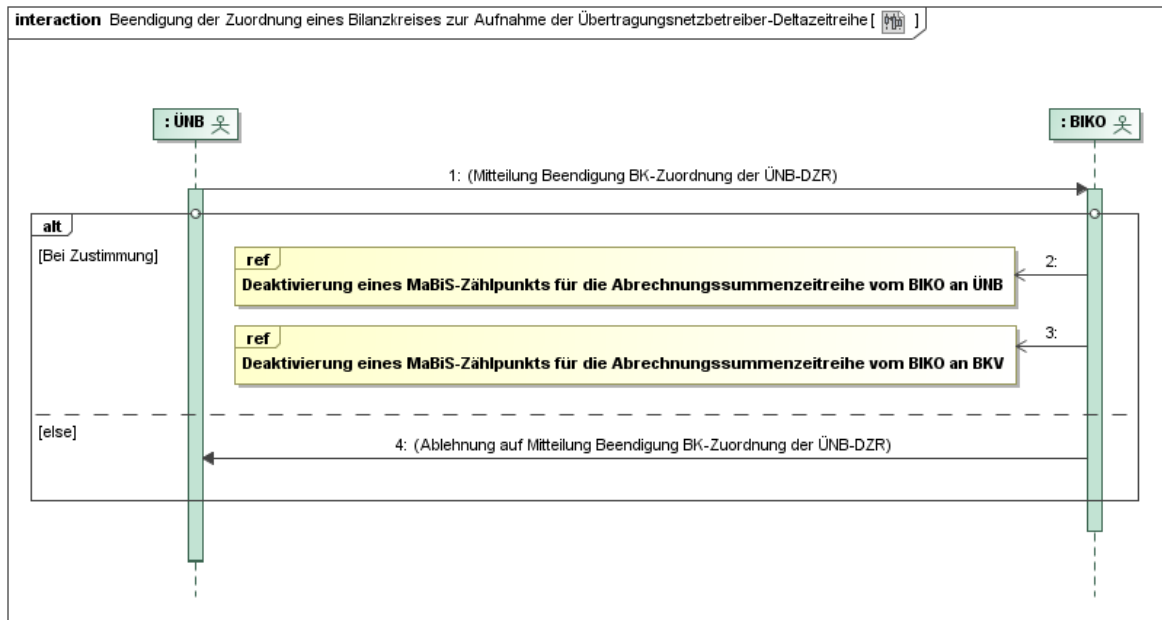 interaction Beendigung der Zuordnung eines Bilanzkreises zur Aufnahme der Übertragungsnetzbetreiber-Deltazeitreihe [ ]
: ÜNB
: BIKO
1: (Mitteilung Beendigung BK-Zuordnung der ÜNB-DZR)
alt
[Bei Zustimmung]
ref
2:
Deaktivierung eines MaBiS-Zählpunkts für die Abrechnungssummenzeitreihe vom BIKO an ÜNB
ref
3:
Deaktivierung eines MaBiS-Zählpunkts für die Abrechnungssummenzeitreihe vom BIKO an BKV
[else]
4: (Ablehnung auf Mitteilung Beendigung BK-Zuordnung der ÜNB-DZR)